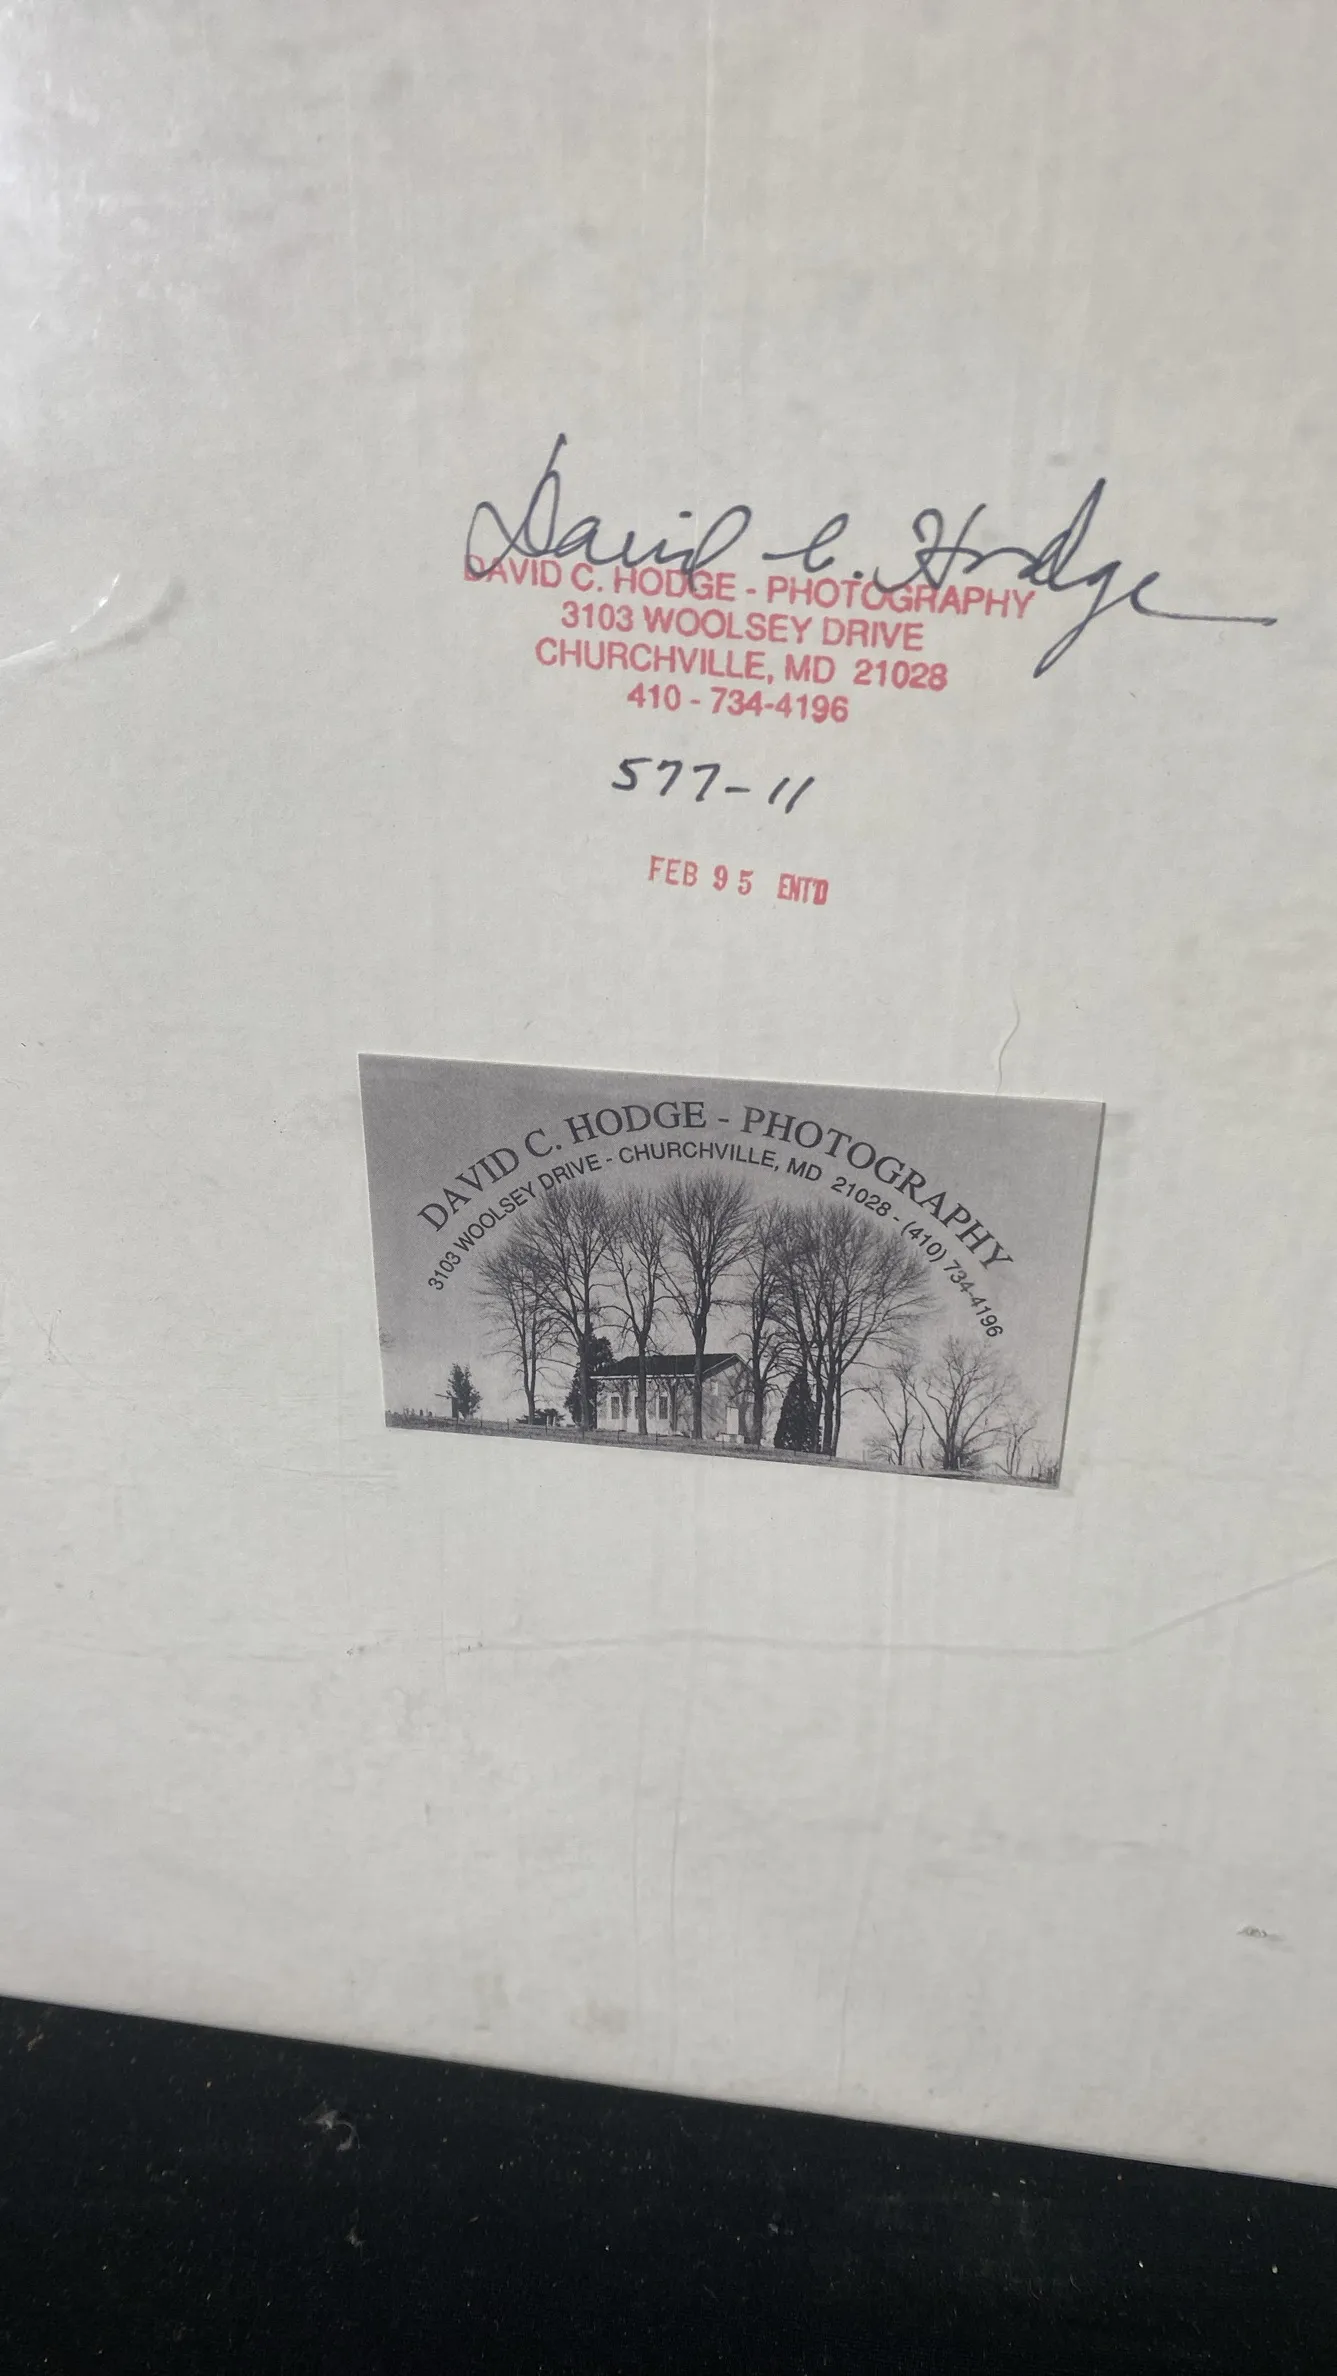 David C. Hodge
DAVID C. HODGE - PHOTOGRAPHY
3103 WOOLSEY DRIVE
CHURCHVILLE, MD 21028
410 - 734-4196
577-11
FEB 95 ENT'D
DAVID C. HODGE - PHOTOGRAPHY
3103 WOOLSEY DRIVE - CHURCHVILLE, MD 21028 - (410) 734-4196